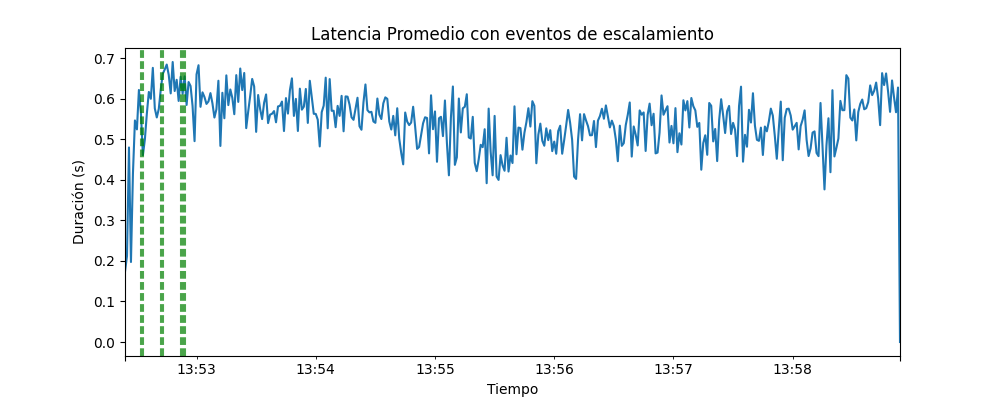 Latencia Promedio con eventos de escalamiento
Duración (s)
0.7
0.6
0.5
0.4
0.3
0.2
0.1
0.0
13:53 13:54 13:55 13:56 13:57 13:58
Tiempo